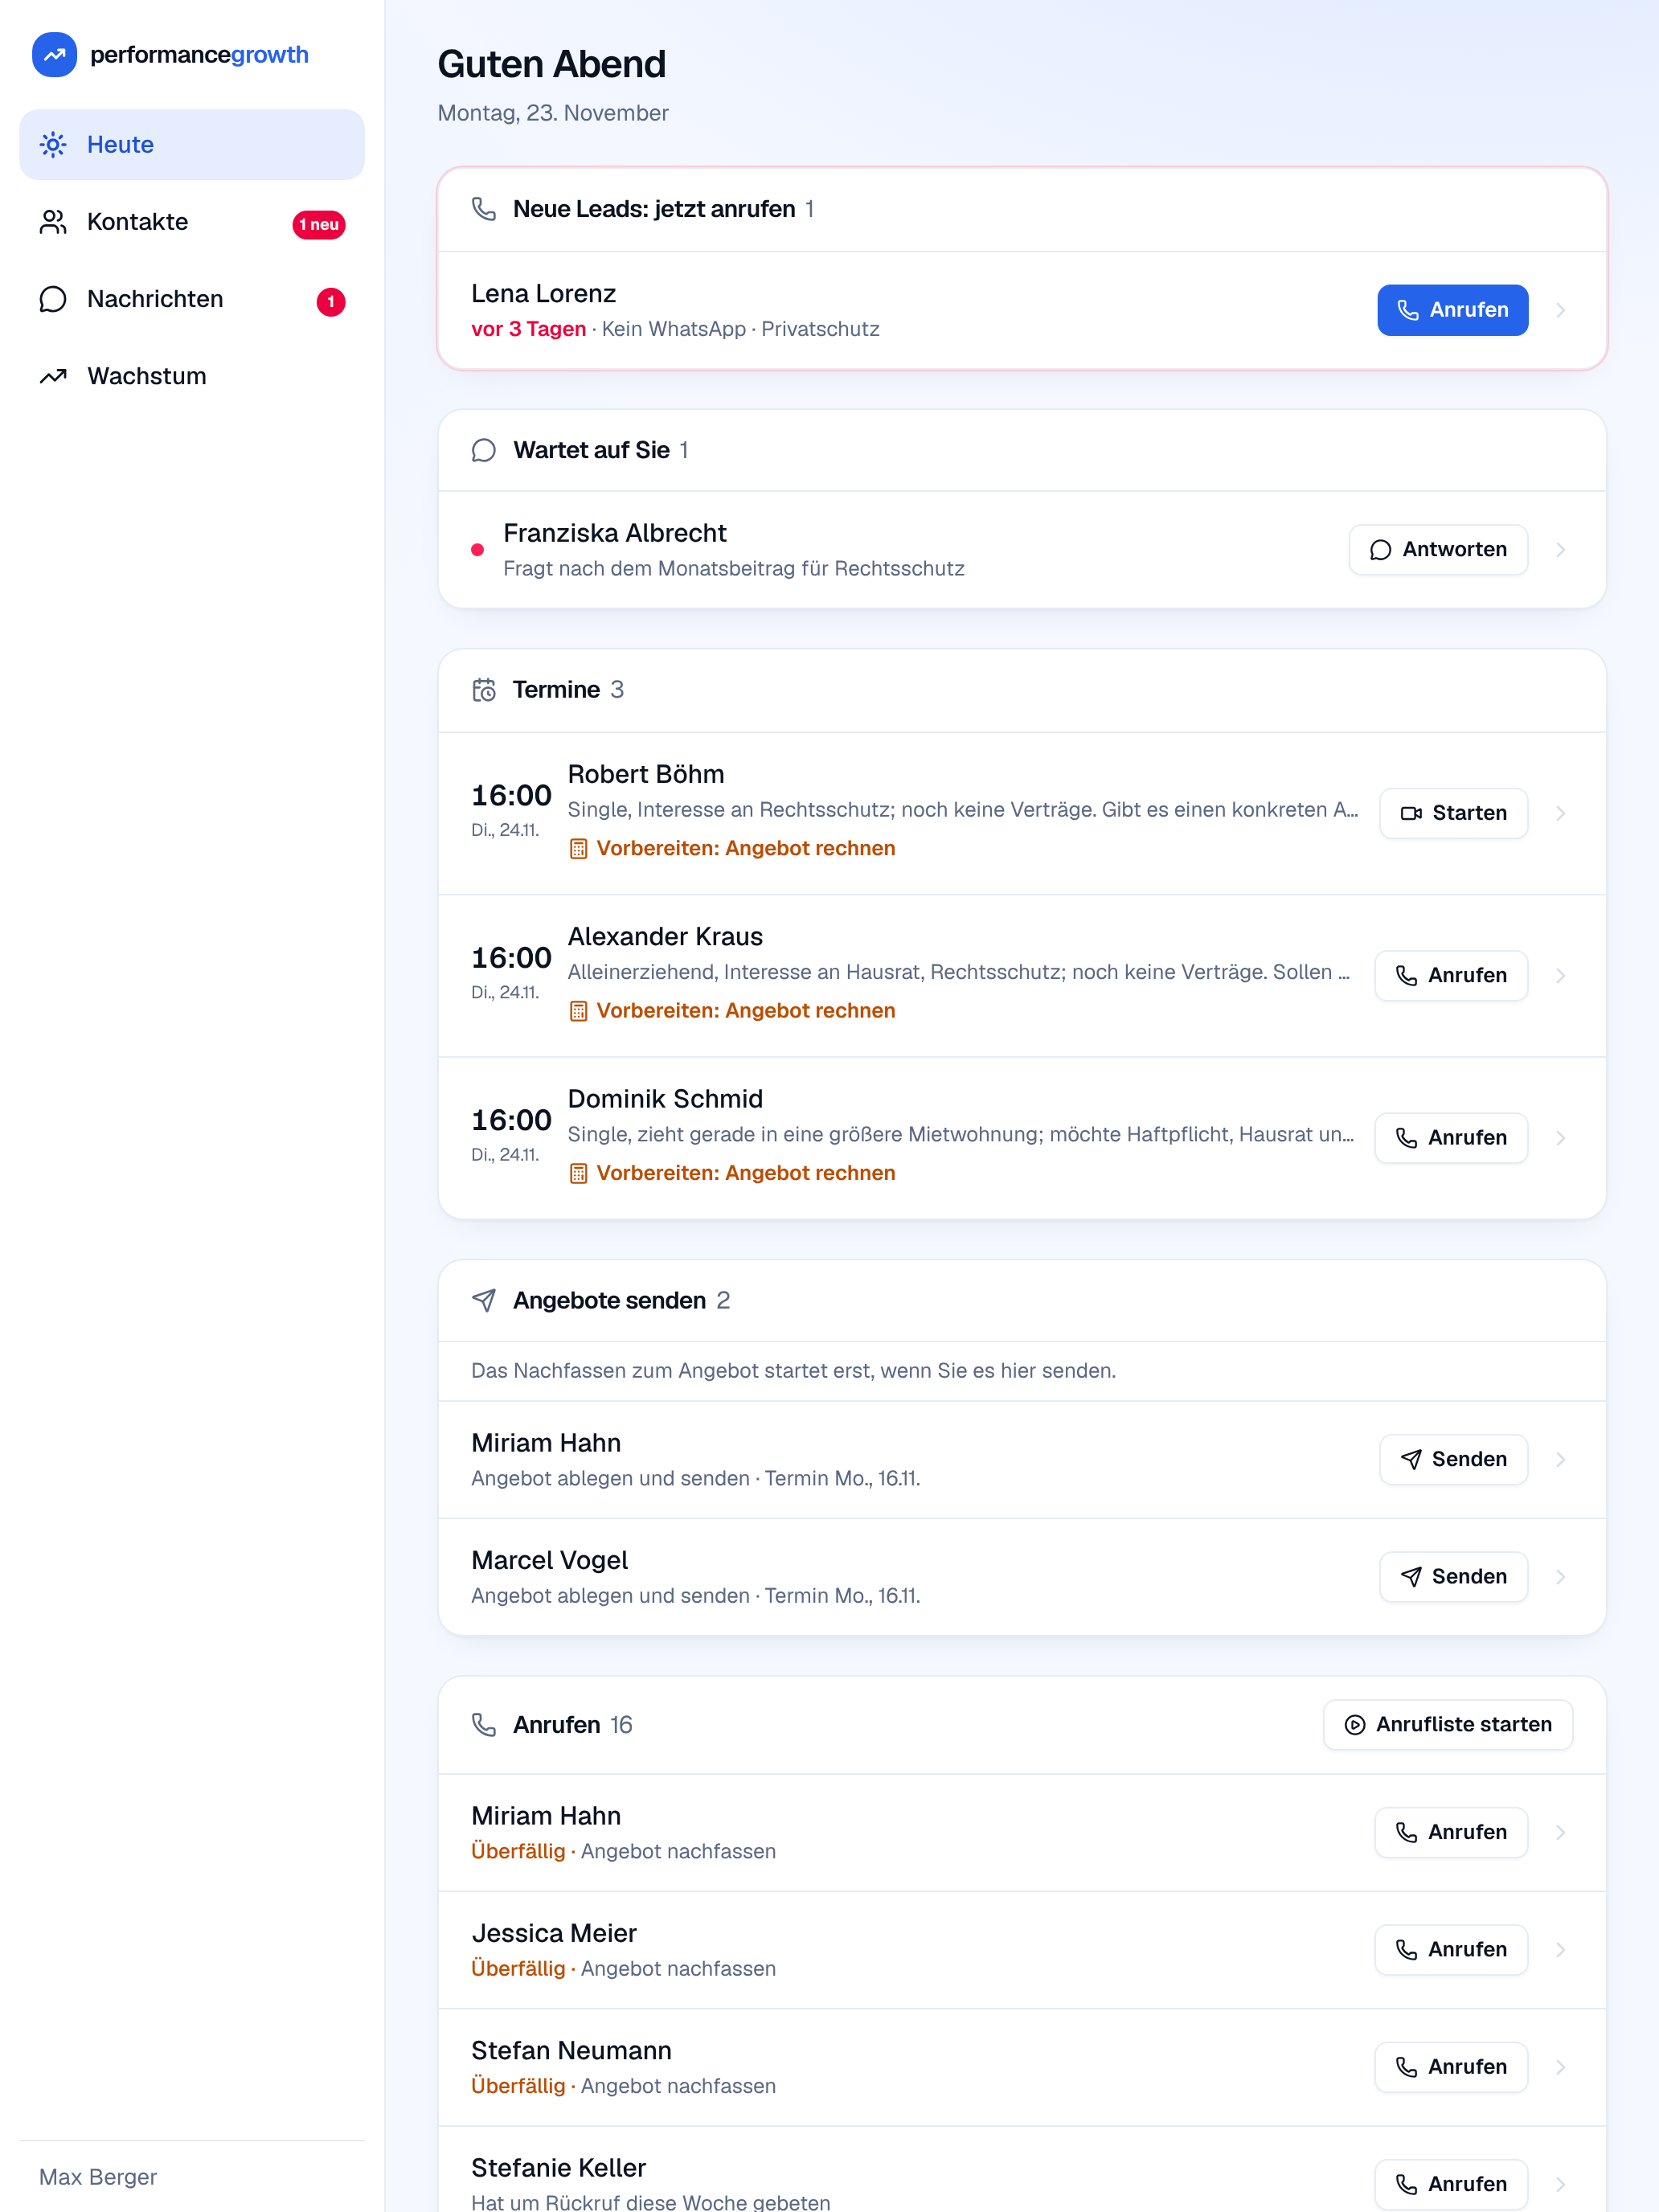 performancegrowth
Heute
Kontakte
1 neu
Nachrichten
1
Wachstum
Max Berger
Guten Abend
Montag, 23. November
Neue Leads: jetzt anrufen 1
Lena Lorenz
vor 3 Tagen · Kein WhatsApp · Privatschutz
Anrufen
Wartet auf Sie 1
Franziska Albrecht
Fragt nach dem Monatsbeitrag für Rechtsschutz
Antworten
Termine 3
16:00
Di., 24.11.
Robert Böhm
Single, Interesse an Rechtsschutz; noch keine Verträge. Gibt es einen konkreten A…
Vorbereiten: Angebot rechnen
Starten
16:00
Di., 24.11.
Alexander Kraus
Alleinerziehend, Interesse an Hausrat, Rechtsschutz; noch keine Verträge. Sollen …
Vorbereiten: Angebot rechnen
Anrufen
16:00
Di., 24.11.
Dominik Schmid
Single, zieht gerade in eine größere Mietwohnung; möchte Haftpflicht, Hausrat un…
Vorbereiten: Angebot rechnen
Anrufen
Angebote senden 2
Das Nachfassen zum Angebot startet erst, wenn Sie es hier senden.
Miriam Hahn
Angebot ablegen und senden · Termin Mo., 16.11.
Senden
Marcel Vogel
Angebot ablegen und senden · Termin Mo., 16.11.
Senden
Anrufen 16
Anrufliste starten
Miriam Hahn
Überfällig · Angebot nachfassen
Anrufen
Jessica Meier
Überfällig · Angebot nachfassen
Anrufen
Stefan Neumann
Überfällig · Angebot nachfassen
Anrufen
Stefanie Keller
Hat um Rückruf diese Woche gebeten
Anrufen